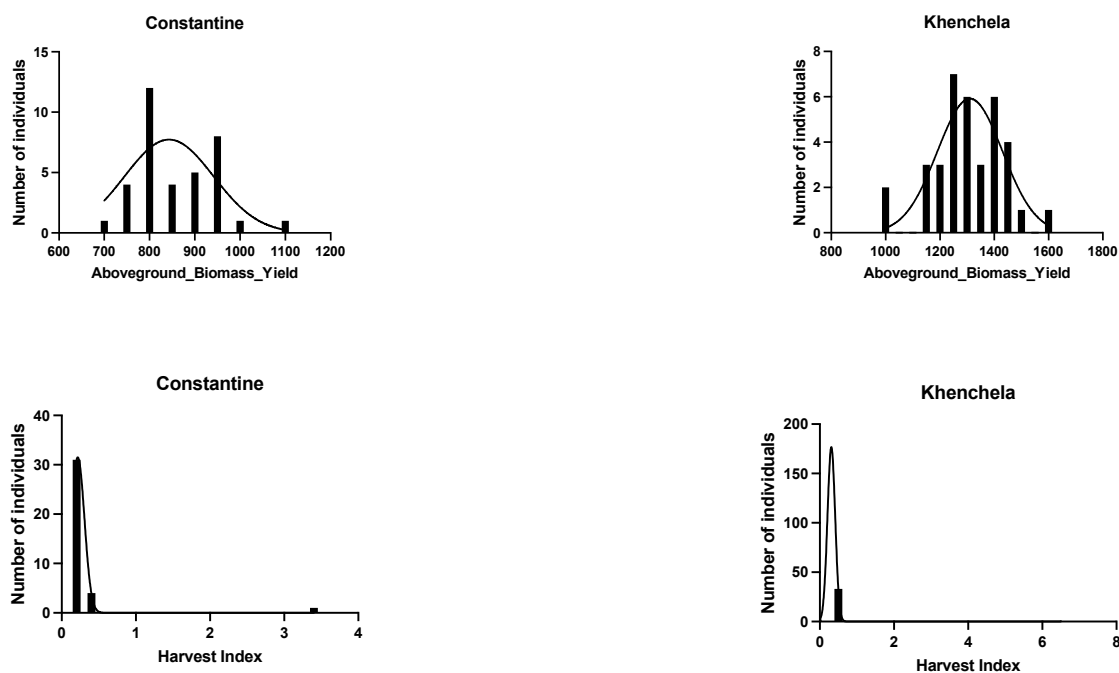 Constantine
Number of individuals
15
10
5
0
600 700 800 900 1000 1100 1200
Aboveground_Biomass_Yield
Khenchela
Number of individuals
8
6
4
2
0
800 1000 1200 1400 1600 1800
Aboveground_Biomass_Yield
Constantine
Number of individuals
40
30
20
10
0
0 1 2 3 4
Harvest Index
Khenchela
Number of individuals
200
150
100
50
0
0 2 4 6 8
Harvest Index